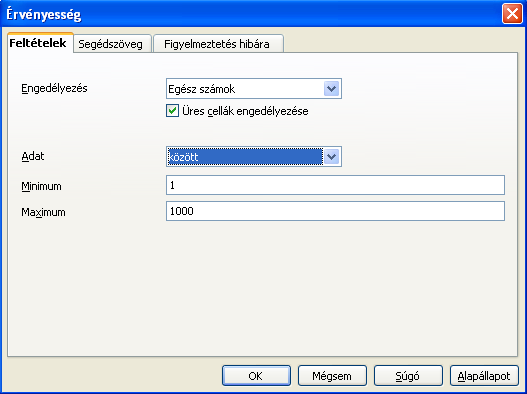 Érvényesség
Feltételek Segédszöveg Figyelmeztetés hibára
Engedélyezés Egész számok
Üres cellák engedélyezése
Adat között
Minimum 1
Maximum 1000
OK Mégsem Súgó Alapállapot